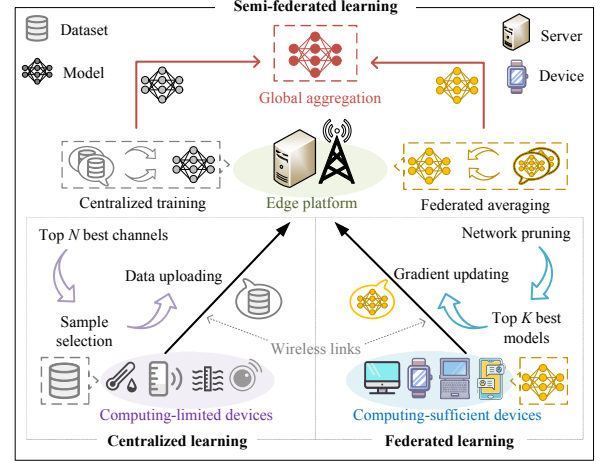 Semi-federated learning
Dataset
Model
Server
Device
Global aggregation
Centralized training
Edge platform
Federated averaging
Top N best channels
Data uploading
Sample
selection
Network pruning
Gradient updating
Top K best
models
Wireless links
Computing-limited devices
Computing-sufficient devices
Centralized learning
Federated learning